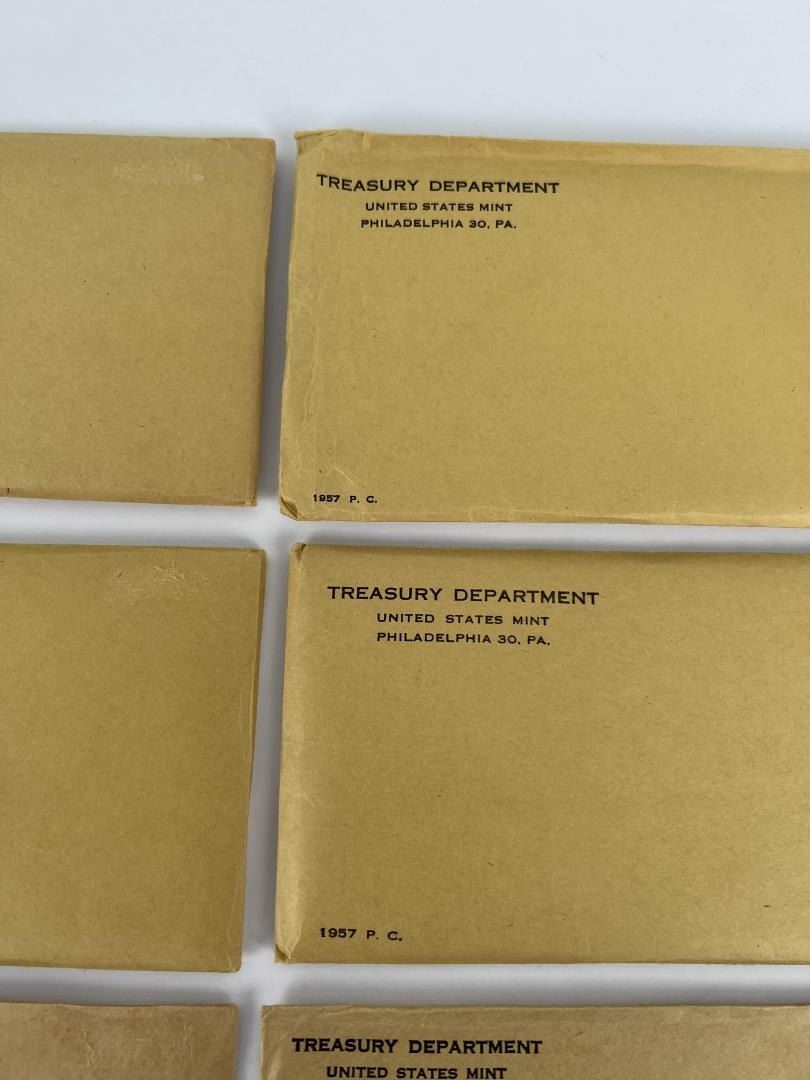 TREASURY DEPARTMENT
UNITED STATES MINT
PHILADELPHIA 30, PA.
1957 P. C.
TREASURY DEPARTMENT
UNITED STATES MINT
PHILADELPHIA 30, PA.
1957 P. C.
TREASURY DEPARTMENT
UNITED STATES MINT